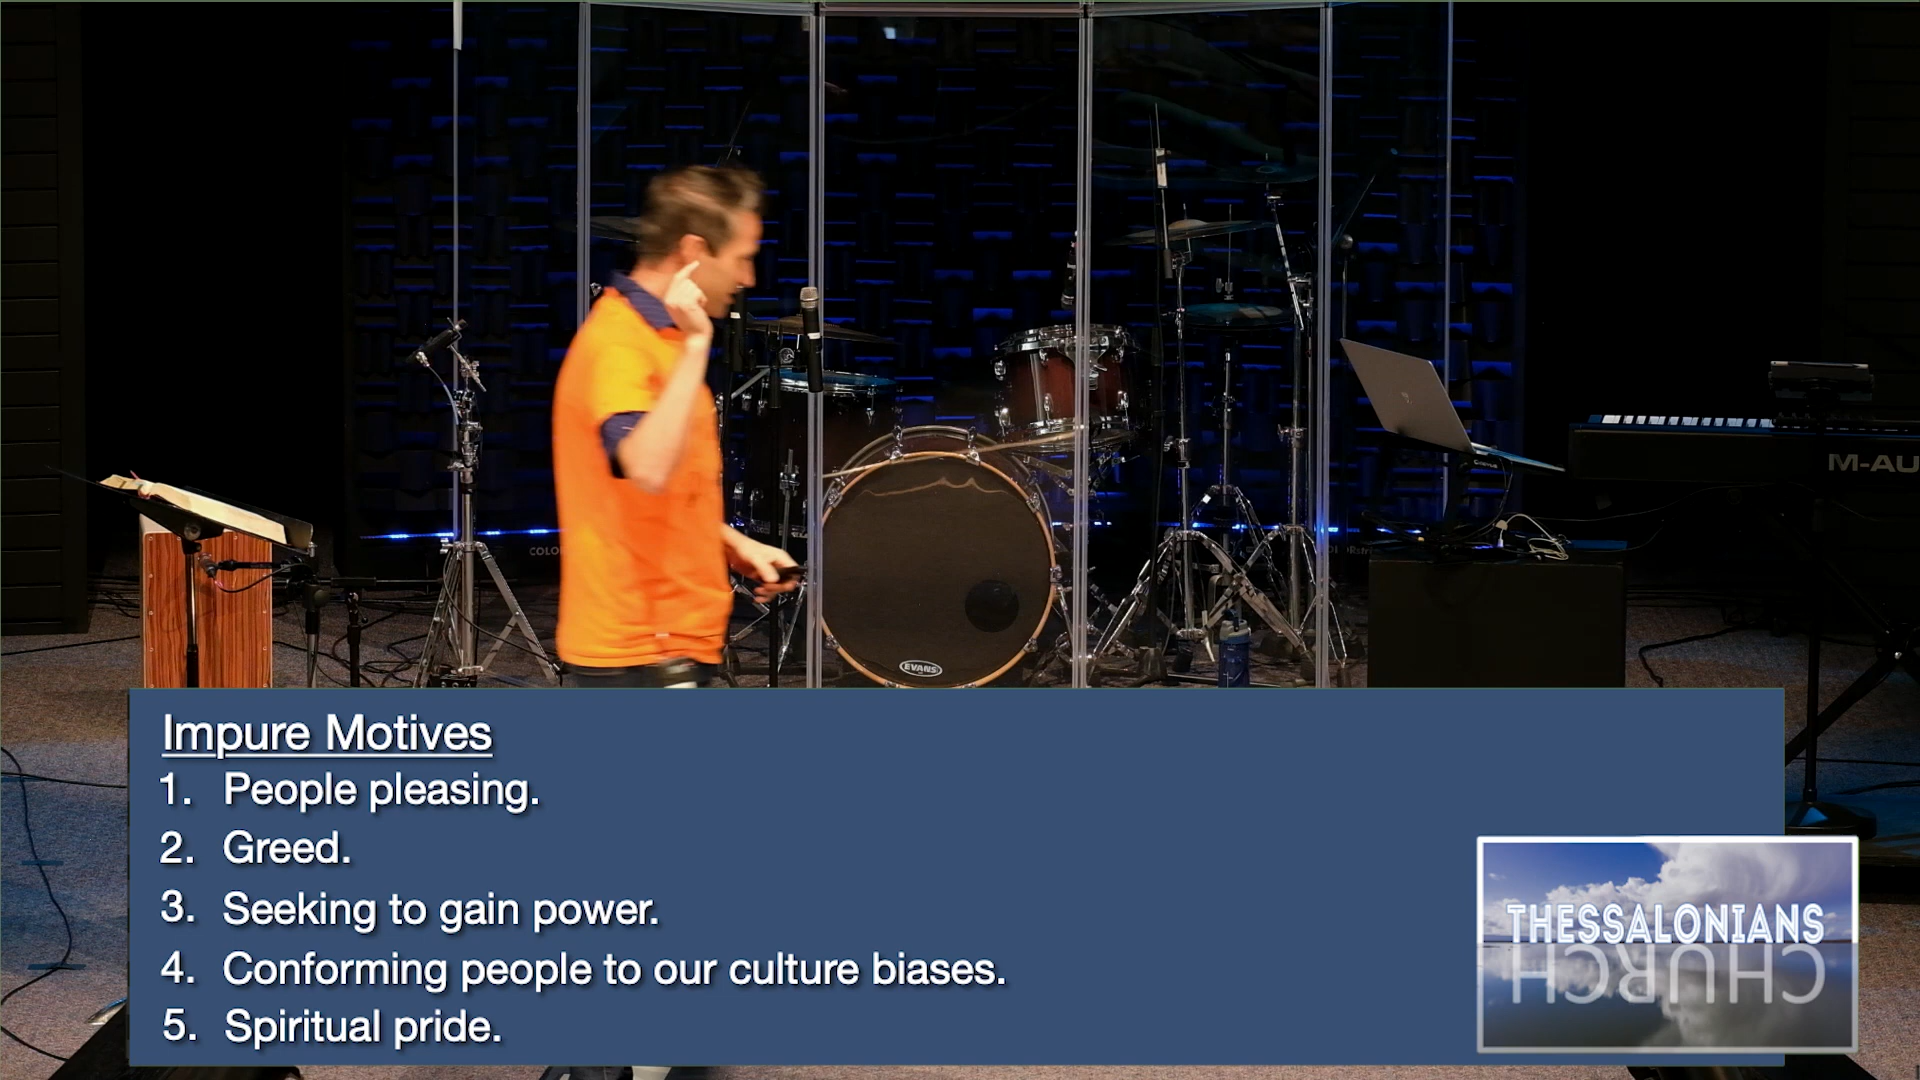 M-AU
EVANS
Impure Motives
1. People pleasing.
2. Greed.
3. Seeking to gain power.
4. Conforming people to our culture biases.
5. Spiritual pride.
THESSALONIANS
CHURCH